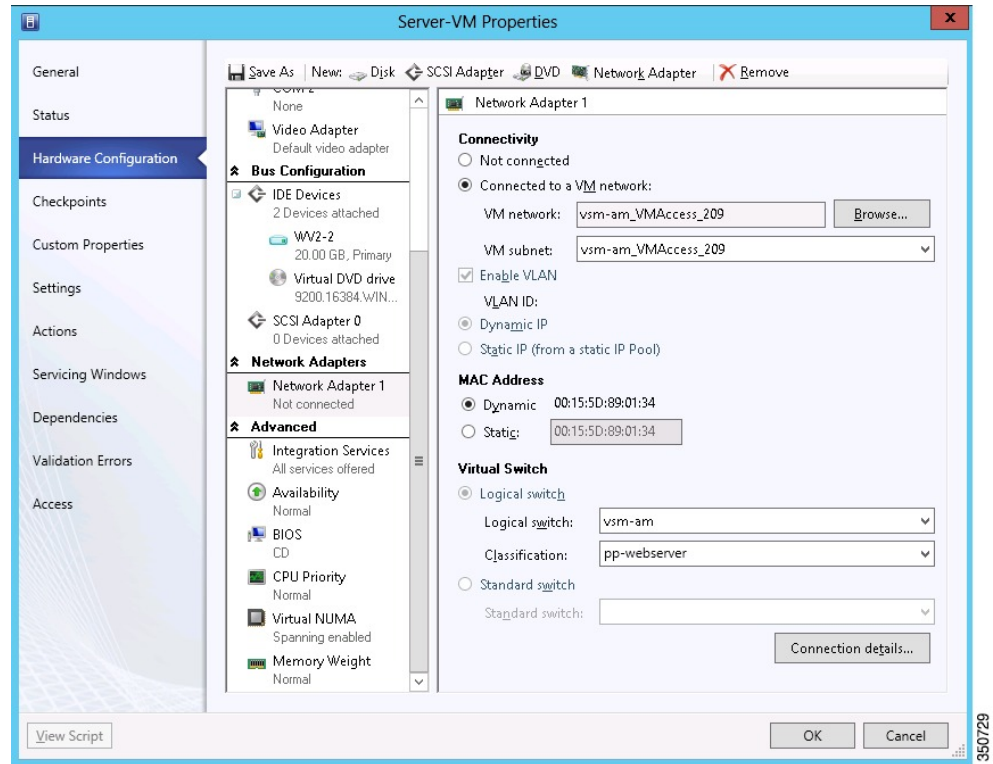 Server-VM Properties
x
General
Status
Hardware Configuration
Checkpoints
Custom Properties
Settings
Actions
Servicing Windows
Dependencies
Validation Errors
Access
Save As New: Disk SCSI Adapter DVD Network Adapter Remove
COM 2
None
Video Adapter
Default video adapter
Bus Configuration
IDE Devices
2 Devices attached
WV2-2
20.00 GB, Primary
Virtual DVD drive
9200.16384.WIN...
SCSI Adapter 0
0 Devices attached
Network Adapters
Network Adapter 1
Not connected
Advanced
Integration Services
All services offered
Availability
Normal
BIOS
CD
CPU Priority
Normal
Virtual NUMA
Spanning enabled
Memory Weight
Normal
Network Adapter 1
Connectivity
Not connected
Connected to a VM network:
VM network: vsm-am_VMAccess_209 Browse...
VM subnet: vsm-am_VMAccess_209
Enable VLAN
VLAN ID:
Dynamic IP
Static IP (from a static IP Pool)
MAC Address
Dynamic 00:15:5D:89:01:34
Static: 00:15:5D:89:01:34
Virtual Switch
Logical switch
Logical switch: vsm-am
Classification: pp-webserver
Standard switch
Standard switch:
Connection details...
View Script
OK Cancel
350729